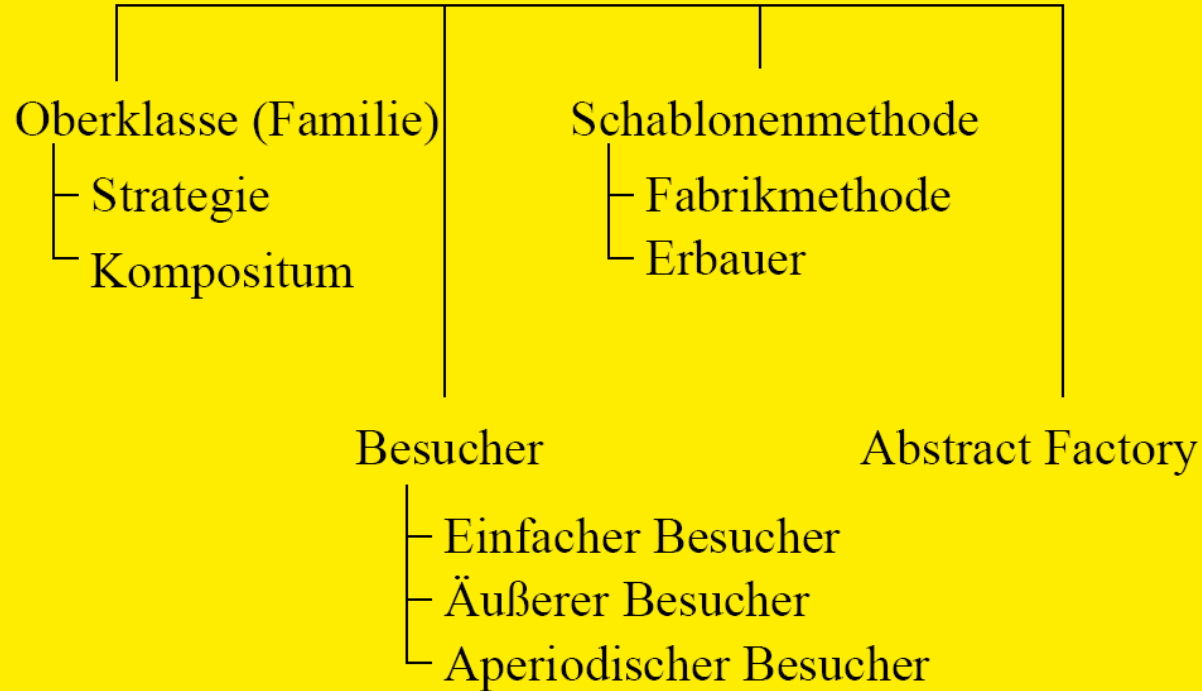 Oberklasse (Familie)
Strategie
Kompositum
Schablonenmethode
Fabrikmethode
Erbauer
Besucher
Einfacher Besucher
Äußerer Besucher
Aperiodischer Besucher
Abstract Factory